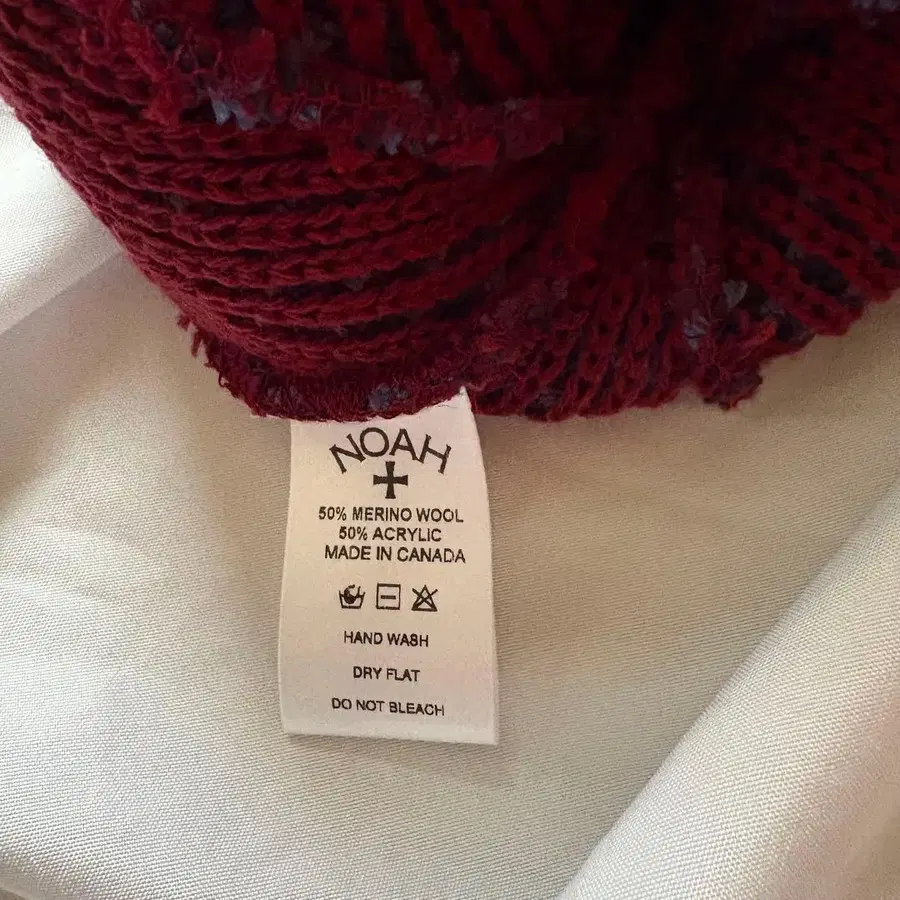 NOAH
50% MERINO WOOL
50% ACRYLIC
MADE IN CANADA
HAND WASH
DRY FLAT
DO NOT BLEACH